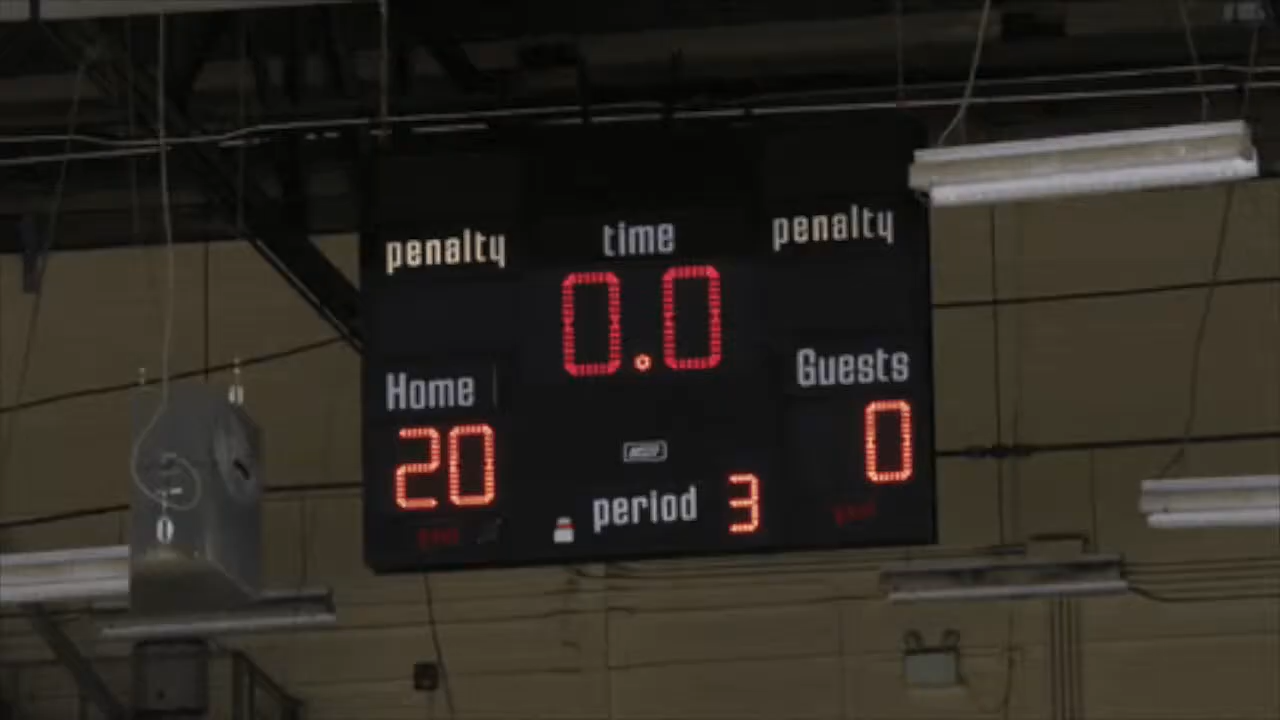 penalty time penalty
0.0
Home Guests
20 0
period 3